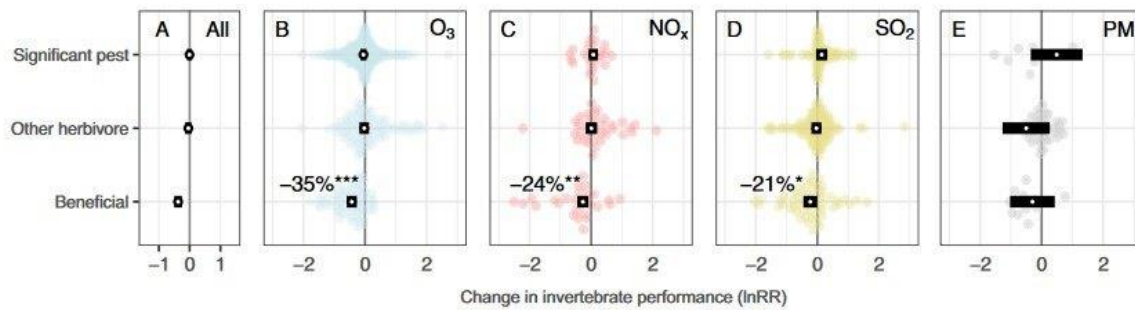 A All B O₃ C NOₓ D SO₂ E PM
Significant pest
Other herbivore
Beneficial
−35%*** −24%** −21%*
−1 0 1 −2 0 2 −2 0 2 −2 0 2 −2 0 2
Change in invertebrate performance (lnRR)